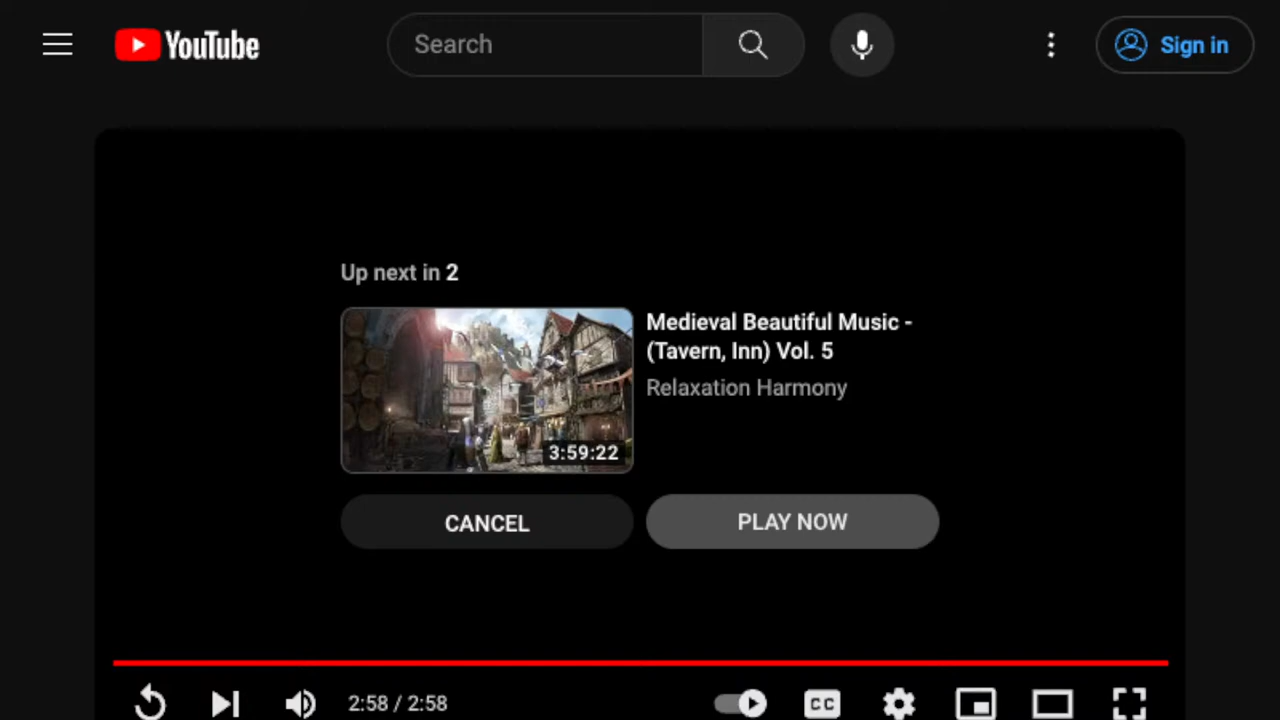 YouTube
Search
Sign in
Up next in 2
Medieval Beautiful Music -
(Tavern, Inn) Vol. 5
Relaxation Harmony
3:59:22
CANCEL
PLAY NOW
2:58 / 2:58
CC